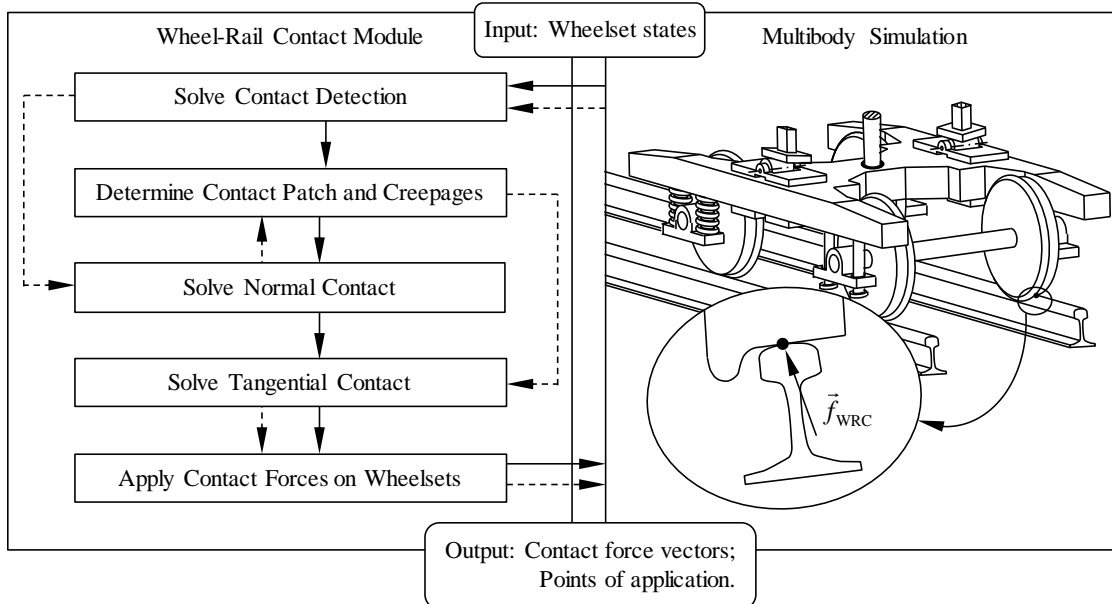 Wheel-Rail Contact Module
Input: Wheelset states
Multibody Simulation
Solve Contact Detection
Determine Contact Patch and Creepages
Solve Normal Contact
Solve Tangential Contact
Apply Contact Forces on Wheelsets
f⃗WRC
Output: Contact force vectors;
Points of application.